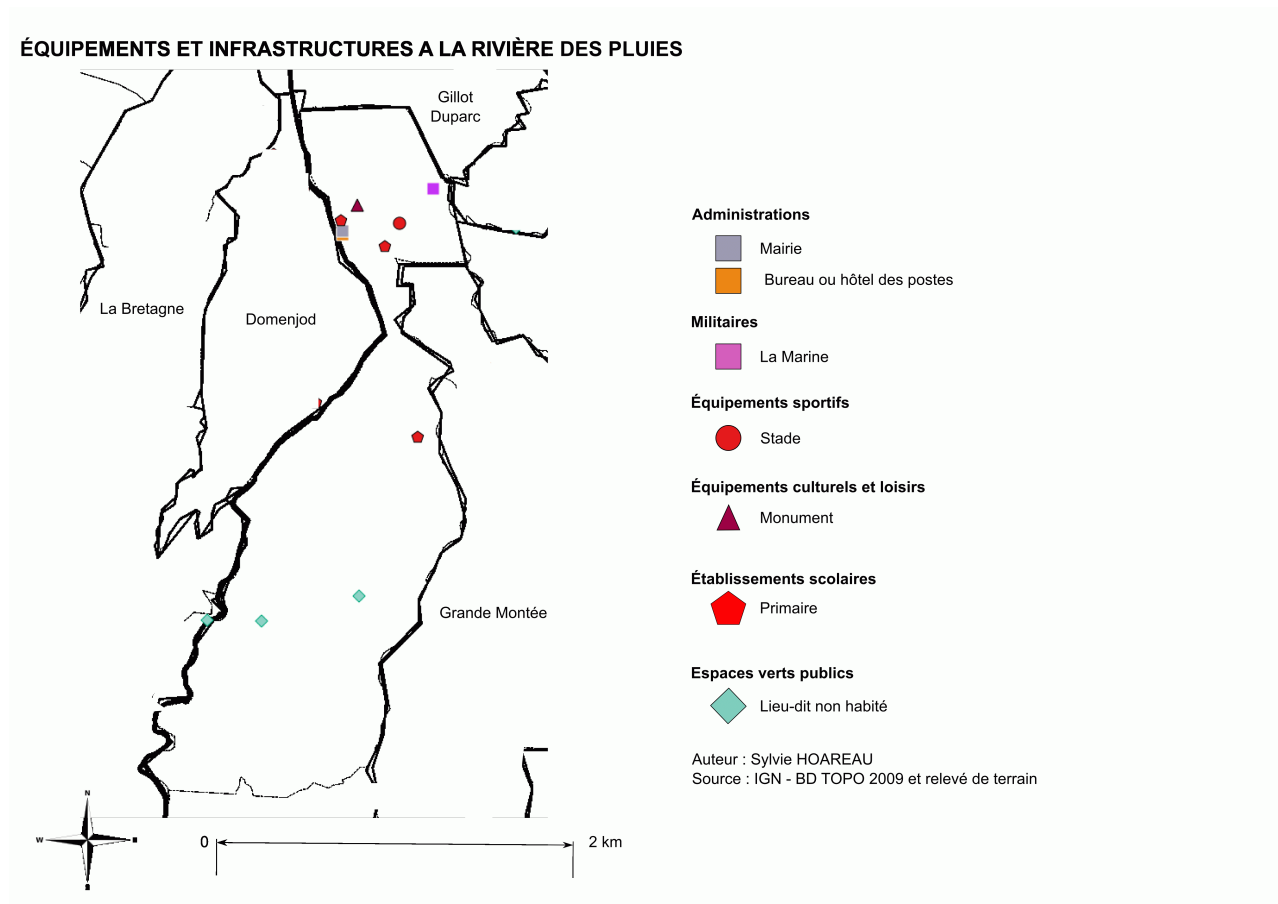 ÉQUIPEMENTS ET INFRASTRUCTURES A LA RIVIÈRE DES PLUIES
Gillot
Duparc
La Bretagne
Domenjod
Grande Montée
Administrations
Mairie
Bureau ou hôtel des postes
Militaires
La Marine
Équipements sportifs
Stade
Équipements culturels et loisirs
Monument
Établissements scolaires
Primaire
Espaces verts publics
Lieu-dit non habité
Auteur : Sylvie HOAREAU
Source : IGN - BD TOPO 2009 et relevé de terrain
N
W
0
2 km